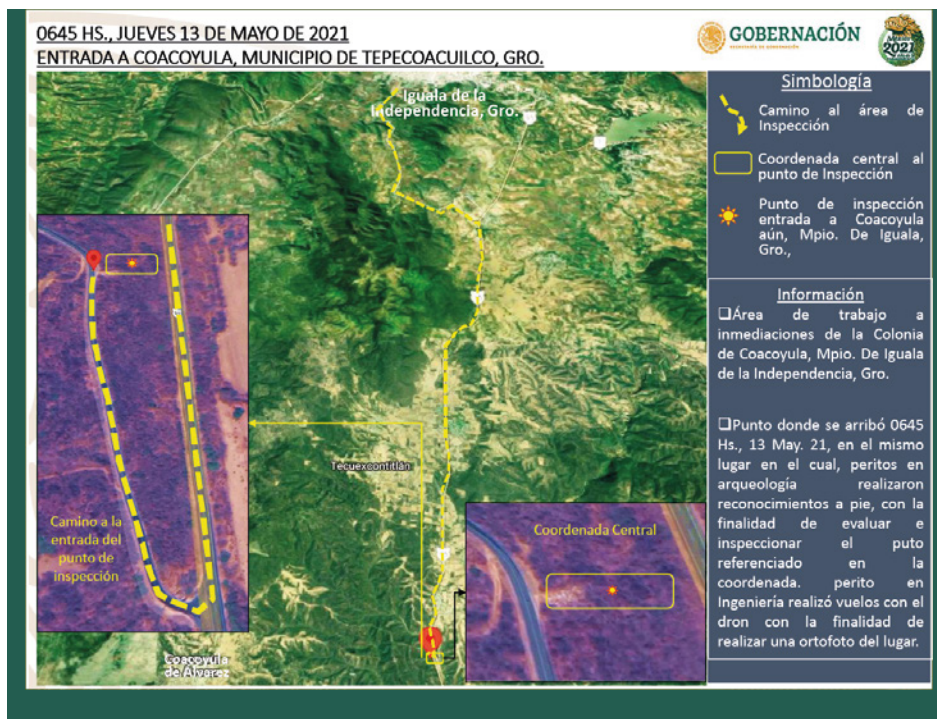 0645 HS., JUEVES 13 DE MAYO DE 2021
ENTRADA A COACOYULA, MUNICIPIO DE TEPECOACUILCO, GRO.
GOBERNACIÓN
SECRETARÍA DE GOBERNACIÓN
México
2021
Iguala de la
Independencia, Gro.
Tecuexcontitlán
Camino a la
entrada del
punto de
inspección
Coordenada Central
Coacoyula
de Álvarez
Simbología
Camino al área de
Inspección
Coordenada central al
punto de Inspección
Punto de inspección
entrada a Coacoyula
aún, Mpio. De Iguala,
Gro.,
Información
❑Área de trabajo a
inmediaciones de la Colonia
de Coacoyula, Mpio. De Iguala
de la Independencia, Gro.
❑Punto donde se arribó 0645
Hs., 13 May. 21, en el mismo
lugar en el cual, peritos en
arqueología realizaron
reconocimientos a pie, con la
finalidad de evaluar e
inspeccionar el puto
referenciado en la
coordenada. perito en
Ingeniería realizó vuelos con el
dron con la finalidad de
realizar una ortofoto del lugar.